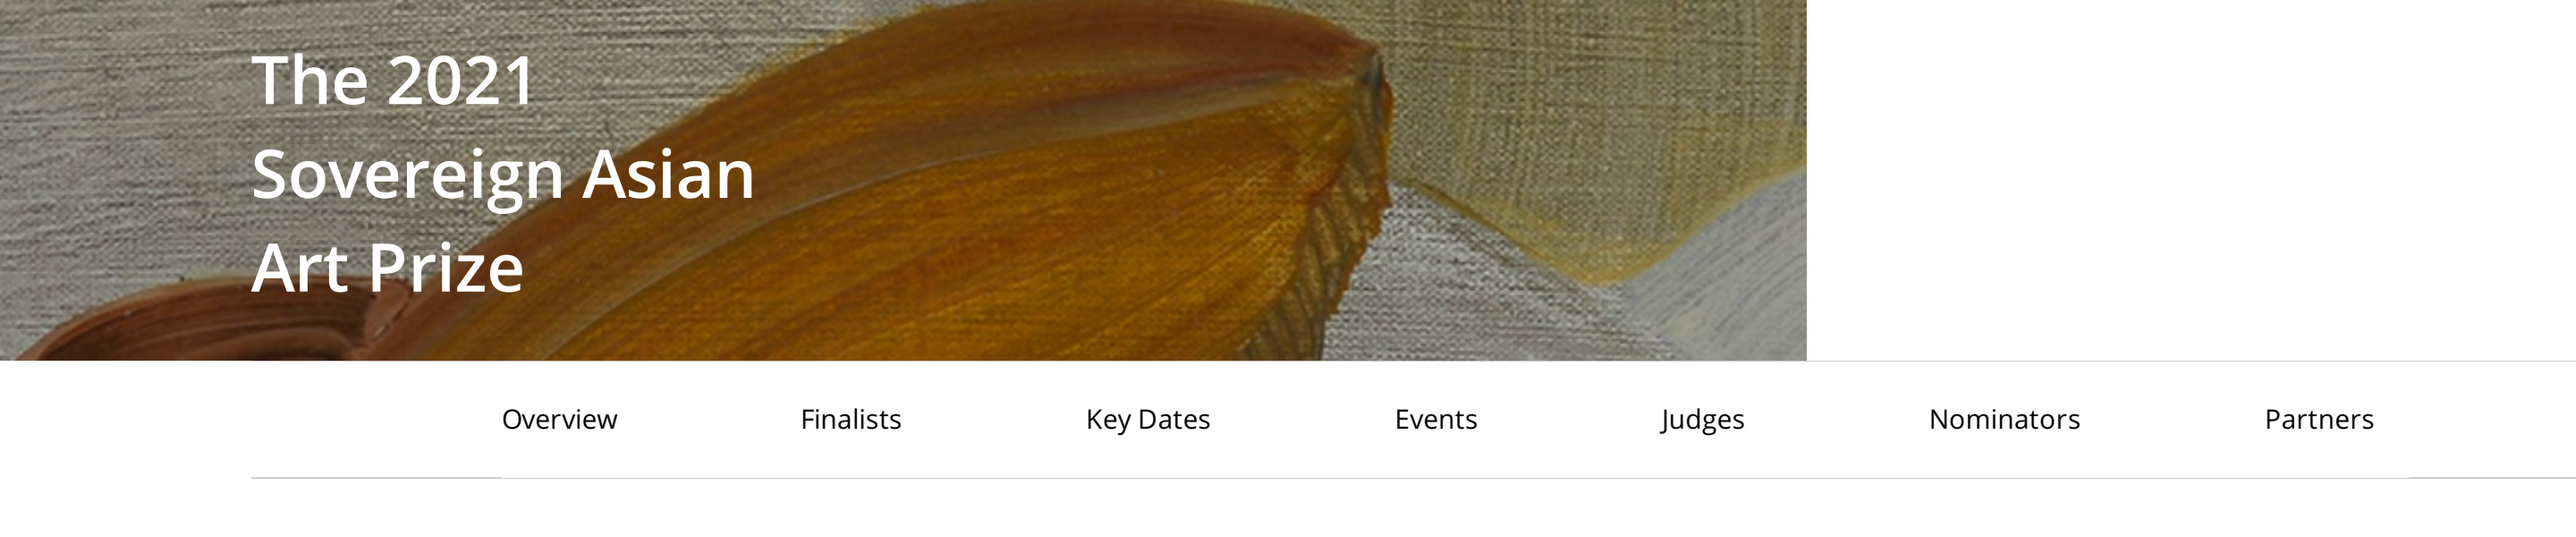 The 2021
Sovereign Asian
Art Prize
Overview Finalists Key Dates Events Judges Nominators Partners